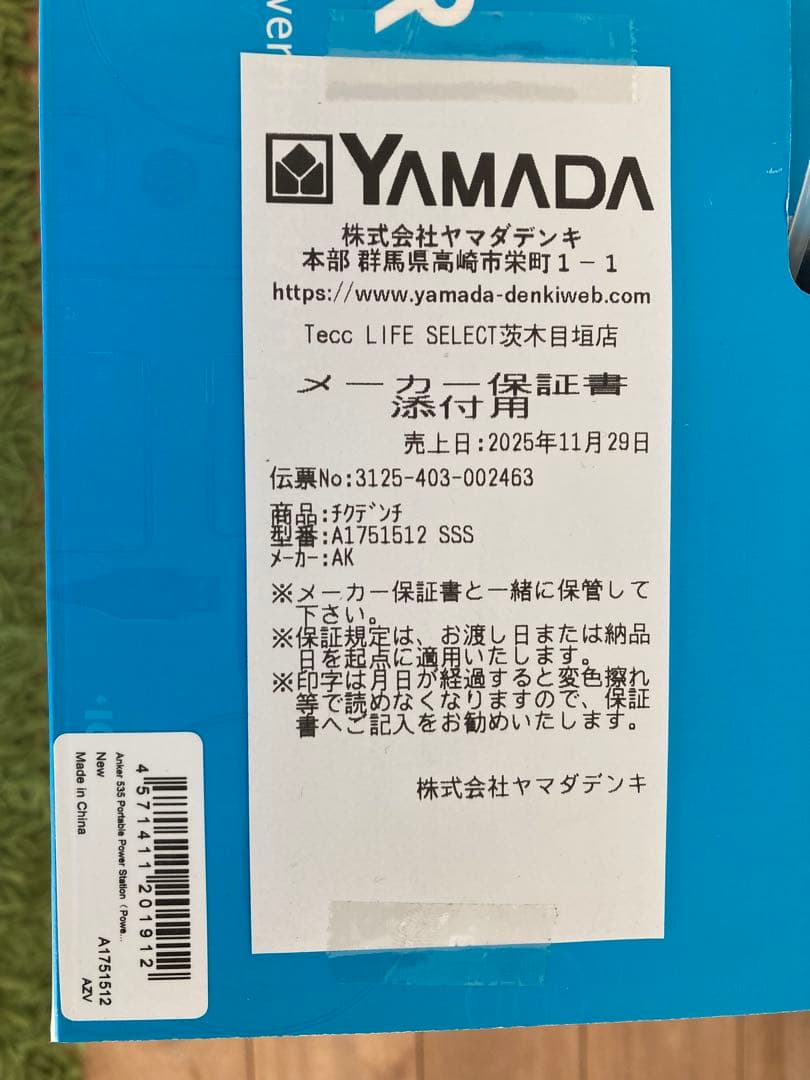 R
wer
YAMADA
株式会社ヤマダデンキ
本部 群馬県高崎市栄町1-1
https://www.yamada-denkiweb.com
Tecc LIFE SELECT茨木目垣店
メーカー保証書
添付用
売上日:2025年11月29日
伝票No:3125-403-002463
商品:ﾁｸﾃﾞﾝﾁ
型番:A1751512 SSS
ﾒｰｶｰ:AK
※メーカー保証書と一緒に保管して
下さい。
※保証規定は、お渡し日または納品
日を起点に適用いたします。
※印字は月日が経過すると変色擦れ
等で読めなくなりますので、保証
書へご記入をお勧めいたします。
株式会社ヤマダデンキ
4 571411 201912
Anker 535 Portable Power Station (Powe...
A1751512
New
AZV
Made in China